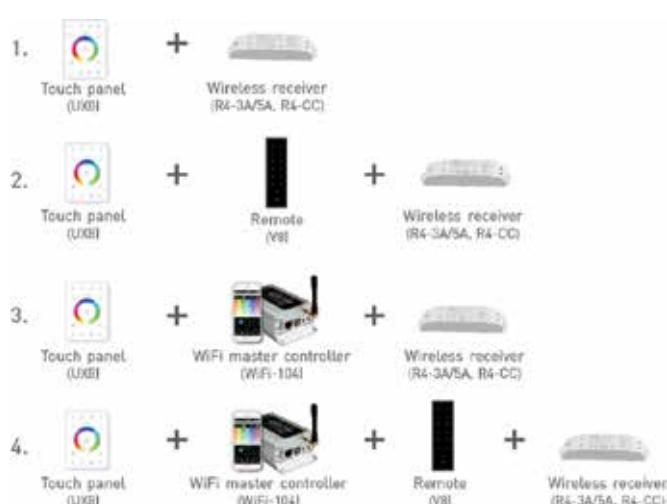 1. + 
Touch panel Wireless receiver
(UX8) (R4-3A/5A, R4-CC)
2. + +
Touch panel Remote Wireless receiver
(UX8) (V8) (R4-3A/5A, R4-CC)
3. + +
Touch panel WiFi master controller Wireless receiver
(UX8) (WiFi-104) (R4-3A/5A, R4-CC)
4. + + +
Touch panel WiFi master controller Remote Wireless receiver
(UX8) (WiFi-104) (V8) (R4-3A/5A, R4-CC)